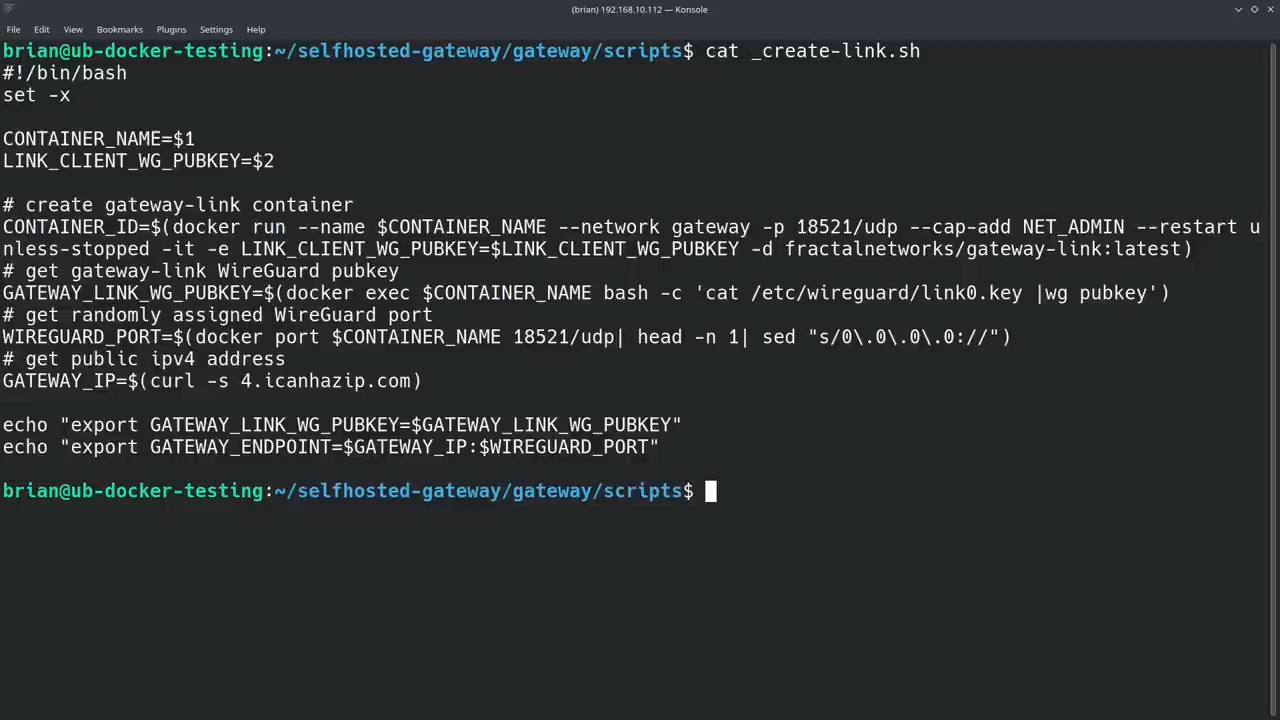 (brian) 192.168.10.112 — Konsole
File Edit View Bookmarks Plugins Settings Help
brian@ub-docker-testing:~/selfhosted-gateway/gateway/scripts$ cat _create-link.sh
#!/bin/bash
set -x
CONTAINER_NAME=$1
LINK_CLIENT_WG_PUBKEY=$2
# create gateway-link container
CONTAINER_ID=$(docker run --name $CONTAINER_NAME --network gateway -p 18521/udp --cap-add NET_ADMIN --restart u
nless-stopped -it -e LINK_CLIENT_WG_PUBKEY=$LINK_CLIENT_WG_PUBKEY -d fractalnetworks/gateway-link:latest)
# get gateway-link WireGuard pubkey
GATEWAY_LINK_WG_PUBKEY=$(docker exec $CONTAINER_NAME bash -c 'cat /etc/wireguard/link0.key |wg pubkey')
# get randomly assigned WireGuard port
WIREGUARD_PORT=$(docker port $CONTAINER_NAME 18521/udp| head -n 1| sed "s/0\.0\.0\.0://")
# get public ipv4 address
GATEWAY_IP=$(curl -s 4.icanhazip.com)
echo "export GATEWAY_LINK_WG_PUBKEY=$GATEWAY_LINK_WG_PUBKEY"
echo "export GATEWAY_ENDPOINT=$GATEWAY_IP:$WIREGUARD_PORT"
brian@ub-docker-testing:~/selfhosted-gateway/gateway/scripts$